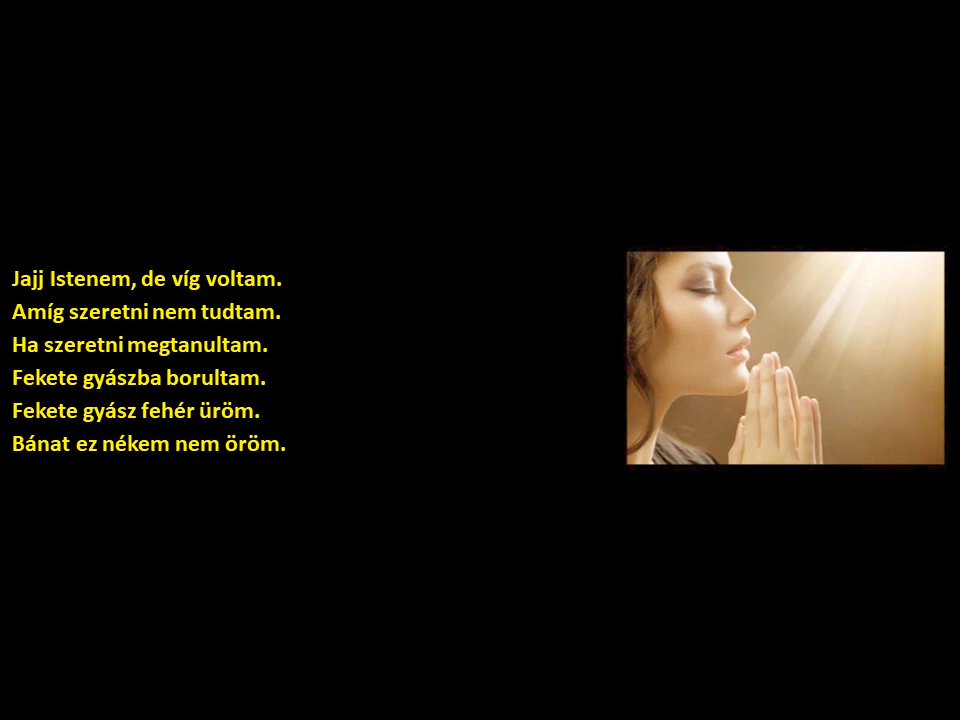 Jajj Istenem, de víg voltam.
Amíg szeretni nem tudtam.
Ha szeretni megtanultam.
Fekete gyászba borultam.
Fekete gyász fehér üröm.
Bánat ez nékem nem öröm.